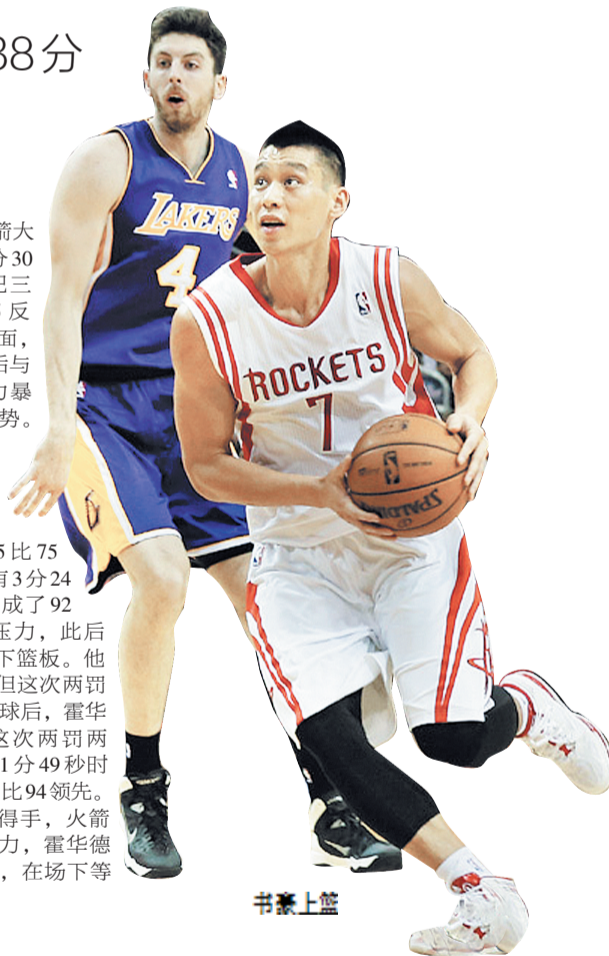 38分
箭大
分30
巴三
反
面，
后与
力暴
势。
5比75
有3分24
成了92
压力，此后
下篮板。他
但这次两罚
球后，霍华
这次两罚两
1分49秒时
比94领先。
得手，火箭
力，霍华德
，在场下等
LAKERS
4
ROCKETS
7
SPALDING
书豪上篮